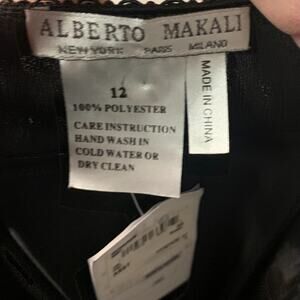 ALBERTO MAKALI
NEW YORK PARIS MILANO
12
100% POLYESTER
CARE INSTRUCTION
HAND WASH IN
COLD WATER OR
DRY CLEAN
MADE IN CHINA